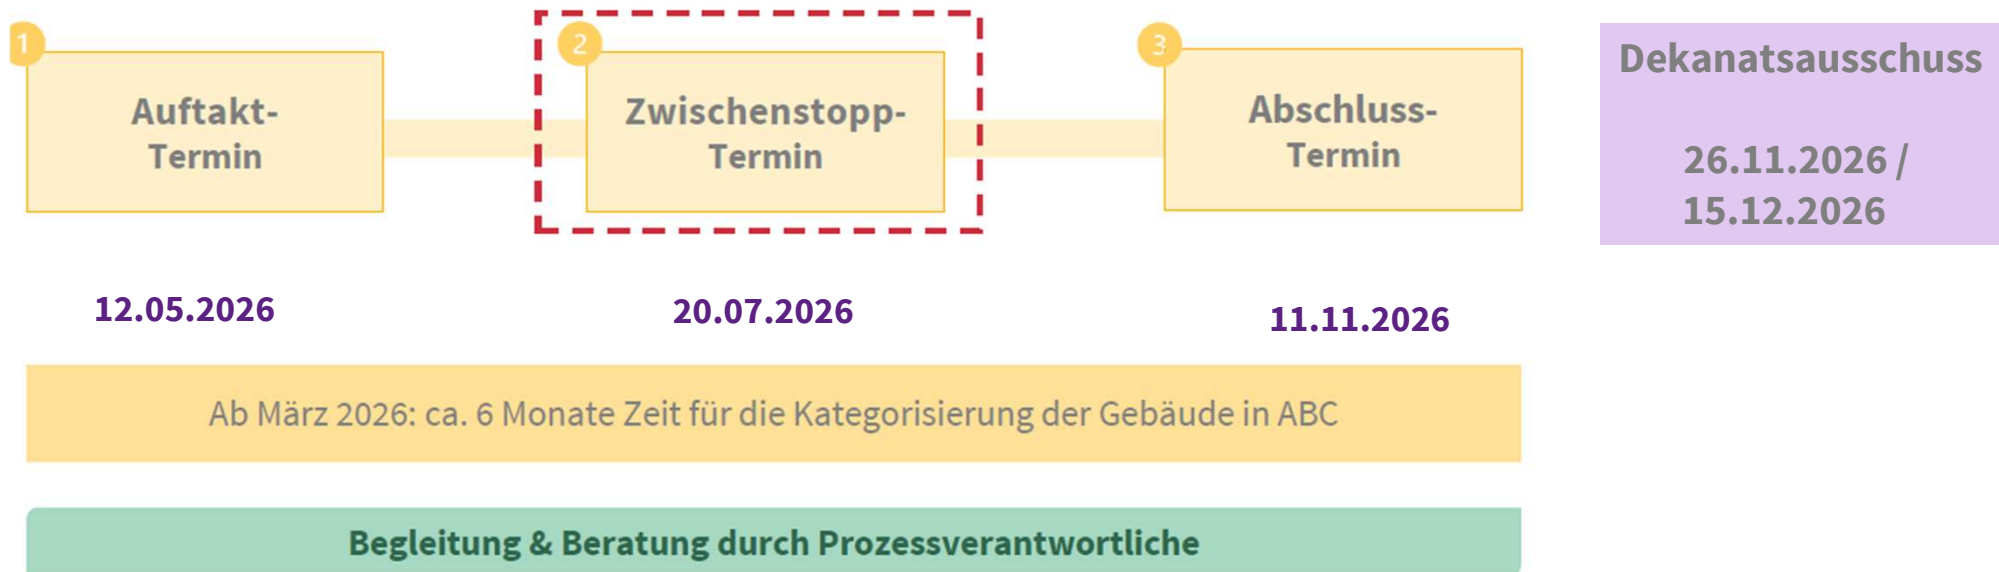 1
Auftakt-
Termin
2
Zwischenstopp-
Termin
3
Abschluss-
Termin
Dekanatsausschuss
26.11.2026 /
15.12.2026
12.05.2026
20.07.2026
11.11.2026
Ab März 2026: ca. 6 Monate Zeit für die Kategorisierung der Gebäude in ABC
Begleitung & Beratung durch Prozessverantwortliche